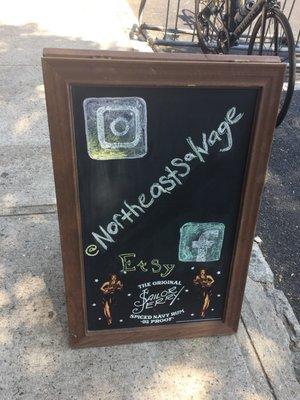 @NortheastSalvage
Etsy
THE ORIGINAL
SAILOR
JERRY
SPICED NAVY RUM
92 PROOF